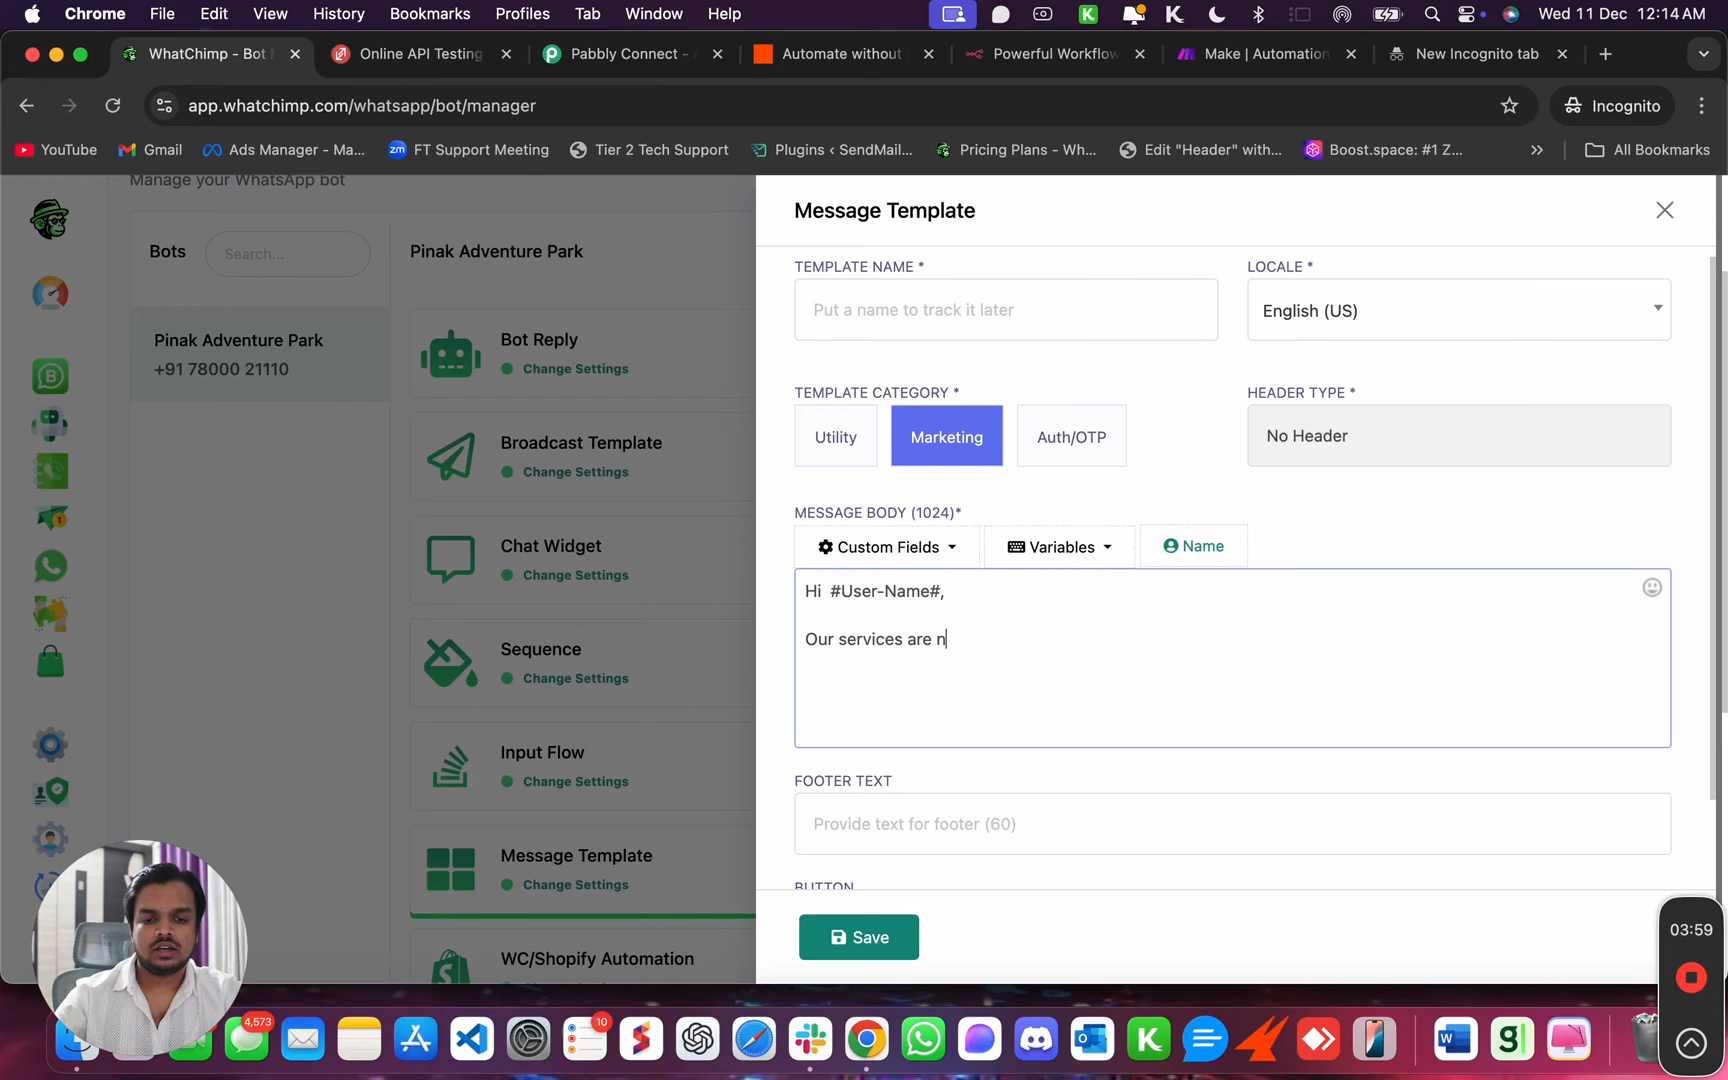 Chrome File Edit View History Bookmarks Profiles Tab Window Help Wed 11 Dec 12:14 AM
WhatChimp - Bot M Online API Testing Pabbly Connect - A Automate without Powerful Workflow Make | Automation New Incognito tab
app.whatchimp.com/whatsapp/bot/manager Incognito
YouTube Gmail Ads Manager - Ma... FT Support Meeting Tier 2 Tech Support Plugins ‹ SendMail... Pricing Plans - Wh... Edit "Header" with... Boost.space: #1 Z... » All Bookmarks
Manage your WhatsApp bot
Bots
Search...
Pinak Adventure Park
+91 78000 21110
Pinak Adventure Park
Bot Reply
Change Settings
Broadcast Template
Change Settings
Chat Widget
Change Settings
Sequence
Change Settings
Input Flow
Change Settings
Message Template
Change Settings
WC/Shopify Automation
Message Template
TEMPLATE NAME *
Put a name to track it later
LOCALE *
English (US)
TEMPLATE CATEGORY *
Utility Marketing Auth/OTP
HEADER TYPE *
No Header
MESSAGE BODY (1024)*
Custom Fields Variables Name
Hi  #User-Name#,
Our services are n
FOOTER TEXT
Provide text for footer (60)
BUTTON
Save
03:59
4,573
10